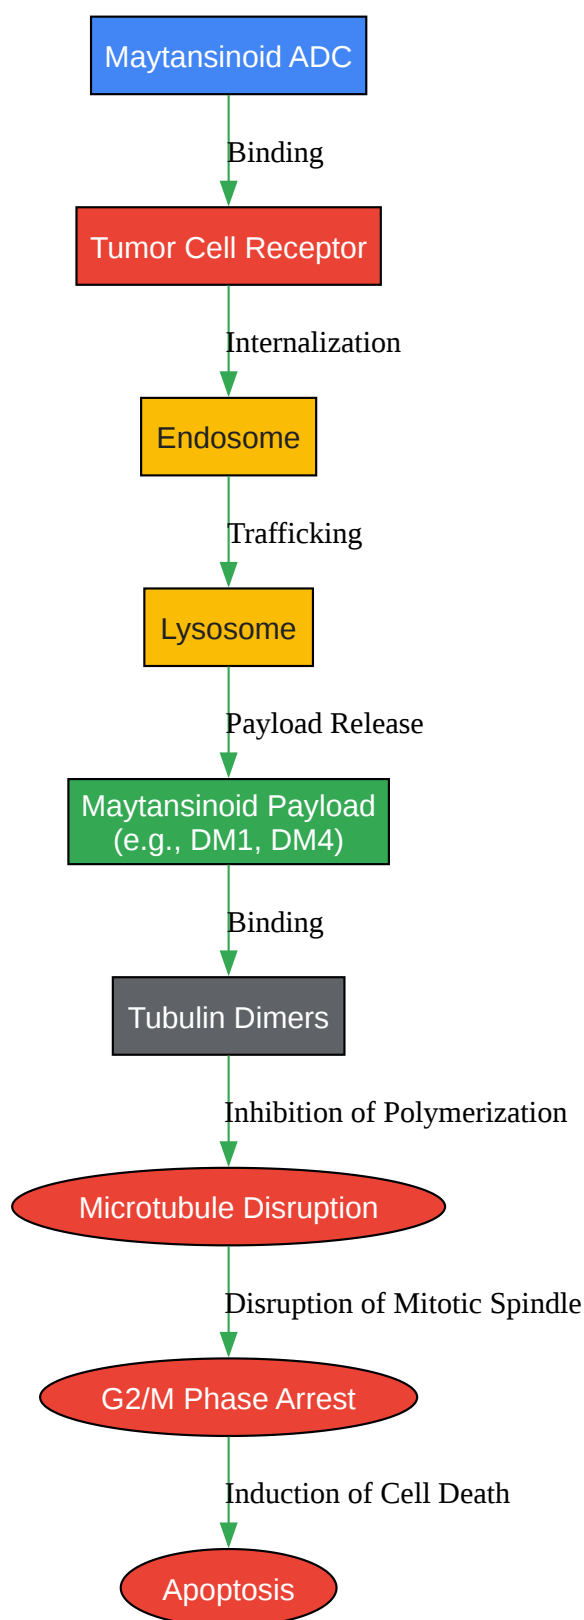 Maytansinoid ADC
Binding
Tumor Cell Receptor
Internalization
Endosome
Trafficking
Lysosome
Payload Release
Maytansinoid Payload
(e.g., DM1, DM4)
Binding
Tubulin Dimers
Inhibition of Polymerization
Microtubule Disruption
Disruption of Mitotic Spindle
G2/M Phase Arrest
Induction of Cell Death
Apoptosis